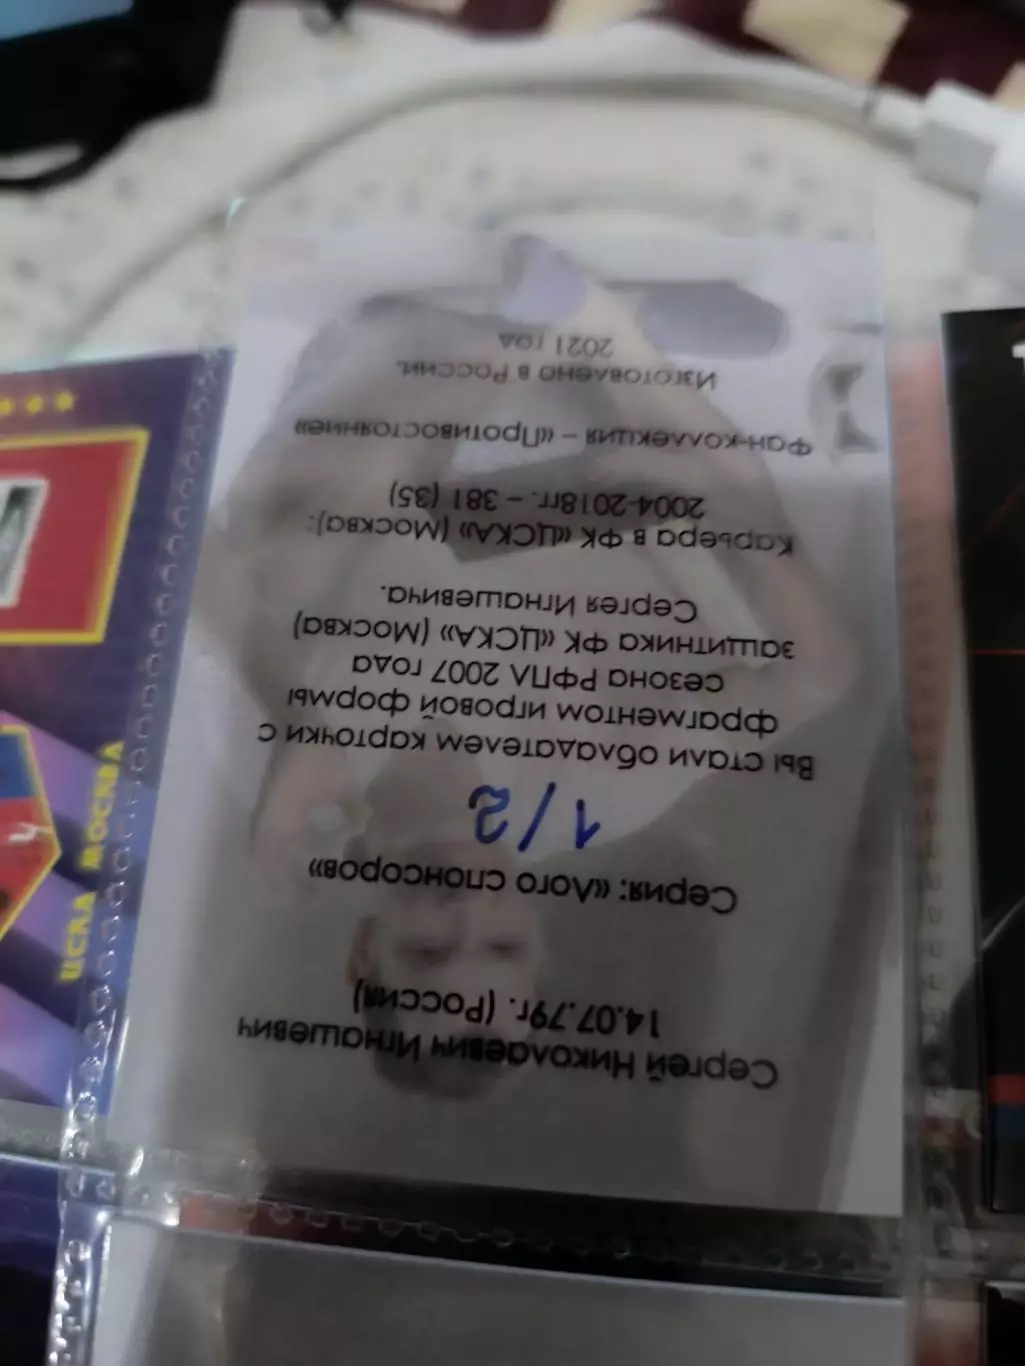 Сергей Николаевич Игнашевич
14.07.79г. (Россия)
Серия: «Лого спонсоров»
1/2
Вы стали обладателем карточки с
фрагментом игровой формы
сезона РФПЛ 2007 года
защитника ФК «ЦСКА» (Москва)
Сергея Игнашевича.
Карьера в ФК «ЦСКА» (Москва):
2004-2018гг. – 381 (35)
Фан-коллекция – «Противостояние»
Изготовлено в России.
2021 год
ЦСКА МОСКВА